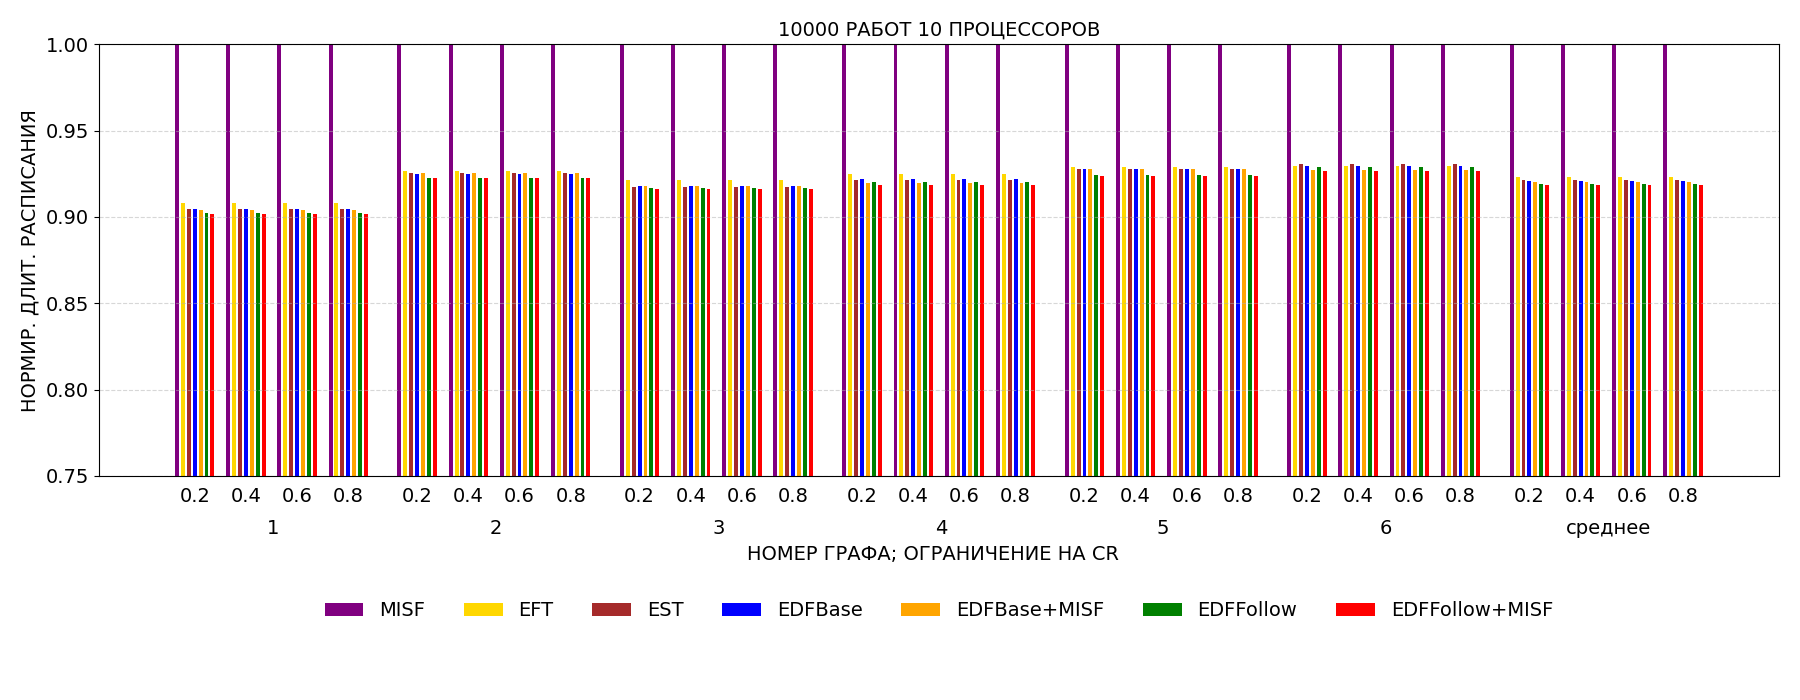 10000 РАБОТ 10 ПРОЦЕССОРОВ
НОРМИР. ДЛИТ. РАСПИСАНИЯ
1.00
0.95
0.90
0.85
0.80
0.75
0.2 0.4 0.6 0.8 0.2 0.4 0.6 0.8 0.2 0.4 0.6 0.8 0.2 0.4 0.6 0.8 0.2 0.4 0.6 0.8 0.2 0.4 0.6 0.8 0.2 0.4 0.6 0.8
1 2 3 4 5 6 среднее
НОМЕР ГРАФА; ОГРАНИЧЕНИЕ НА CR
MISF EFT EST EDFBase EDFBase+MISF EDFFollow EDFFollow+MISF